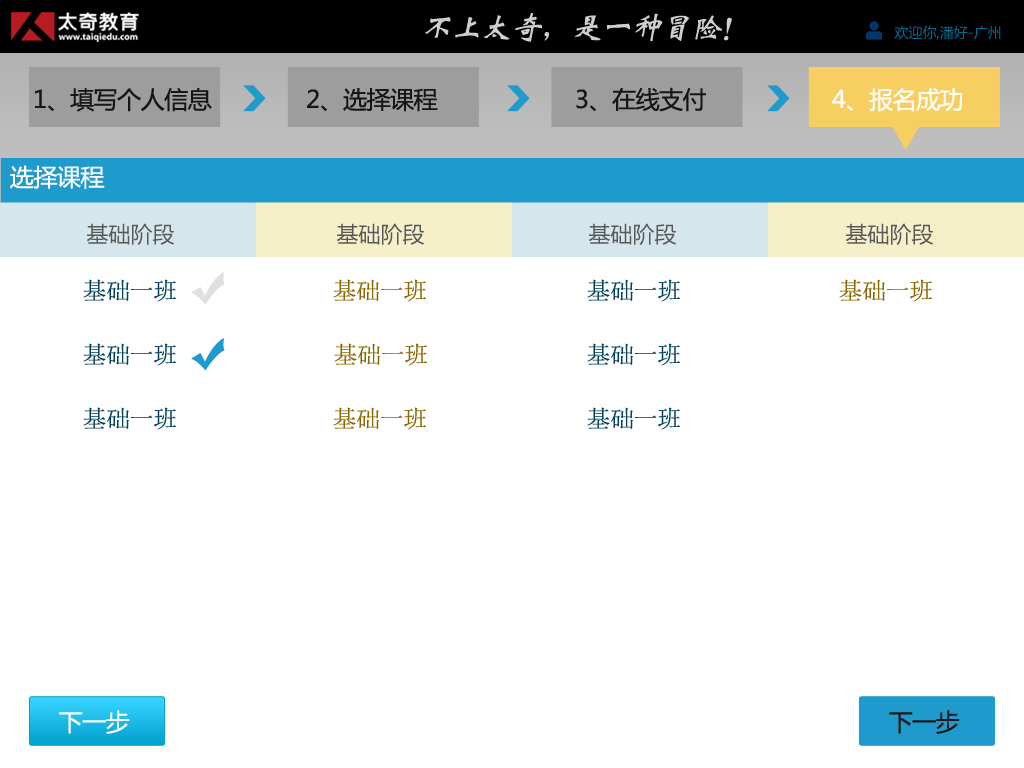 太奇教育
www.taiqiedu.com
不上太奇，是一种冒险！
欢迎你,潘好-广州
1、填写个人信息
2、选择课程
3、在线支付
4、报名成功
选择课程
基础阶段 基础阶段 基础阶段 基础阶段
基础一班 基础一班 基础一班 基础一班
基础一班 基础一班 基础一班
基础一班 基础一班 基础一班
下一步
下一步